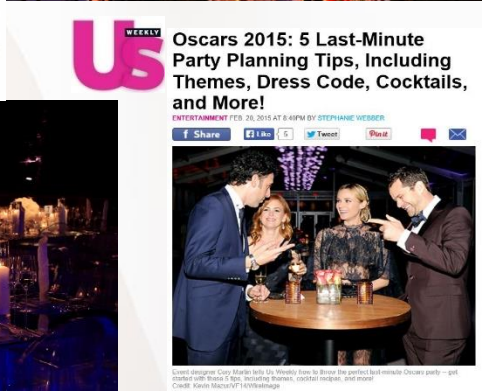 WEEKLY
Us
Oscars 2015: 5 Last-Minute
Party Planning Tips, Including
Themes, Dress Code, Cocktails,
and More!
ENTERTAINMENT FEB. 20, 2015 AT 8:40PM BY STEPHANIE WEBBER
f Share
Like 5
Tweet
Pin it
Event designer Cory Martin tells Us Weekly how to throw the perfect last-minute Oscars party -- get
started with these 5 tips, including themes, cocktail recipes, and more!
Credit: Kevin Mazur/VF14/WireImage